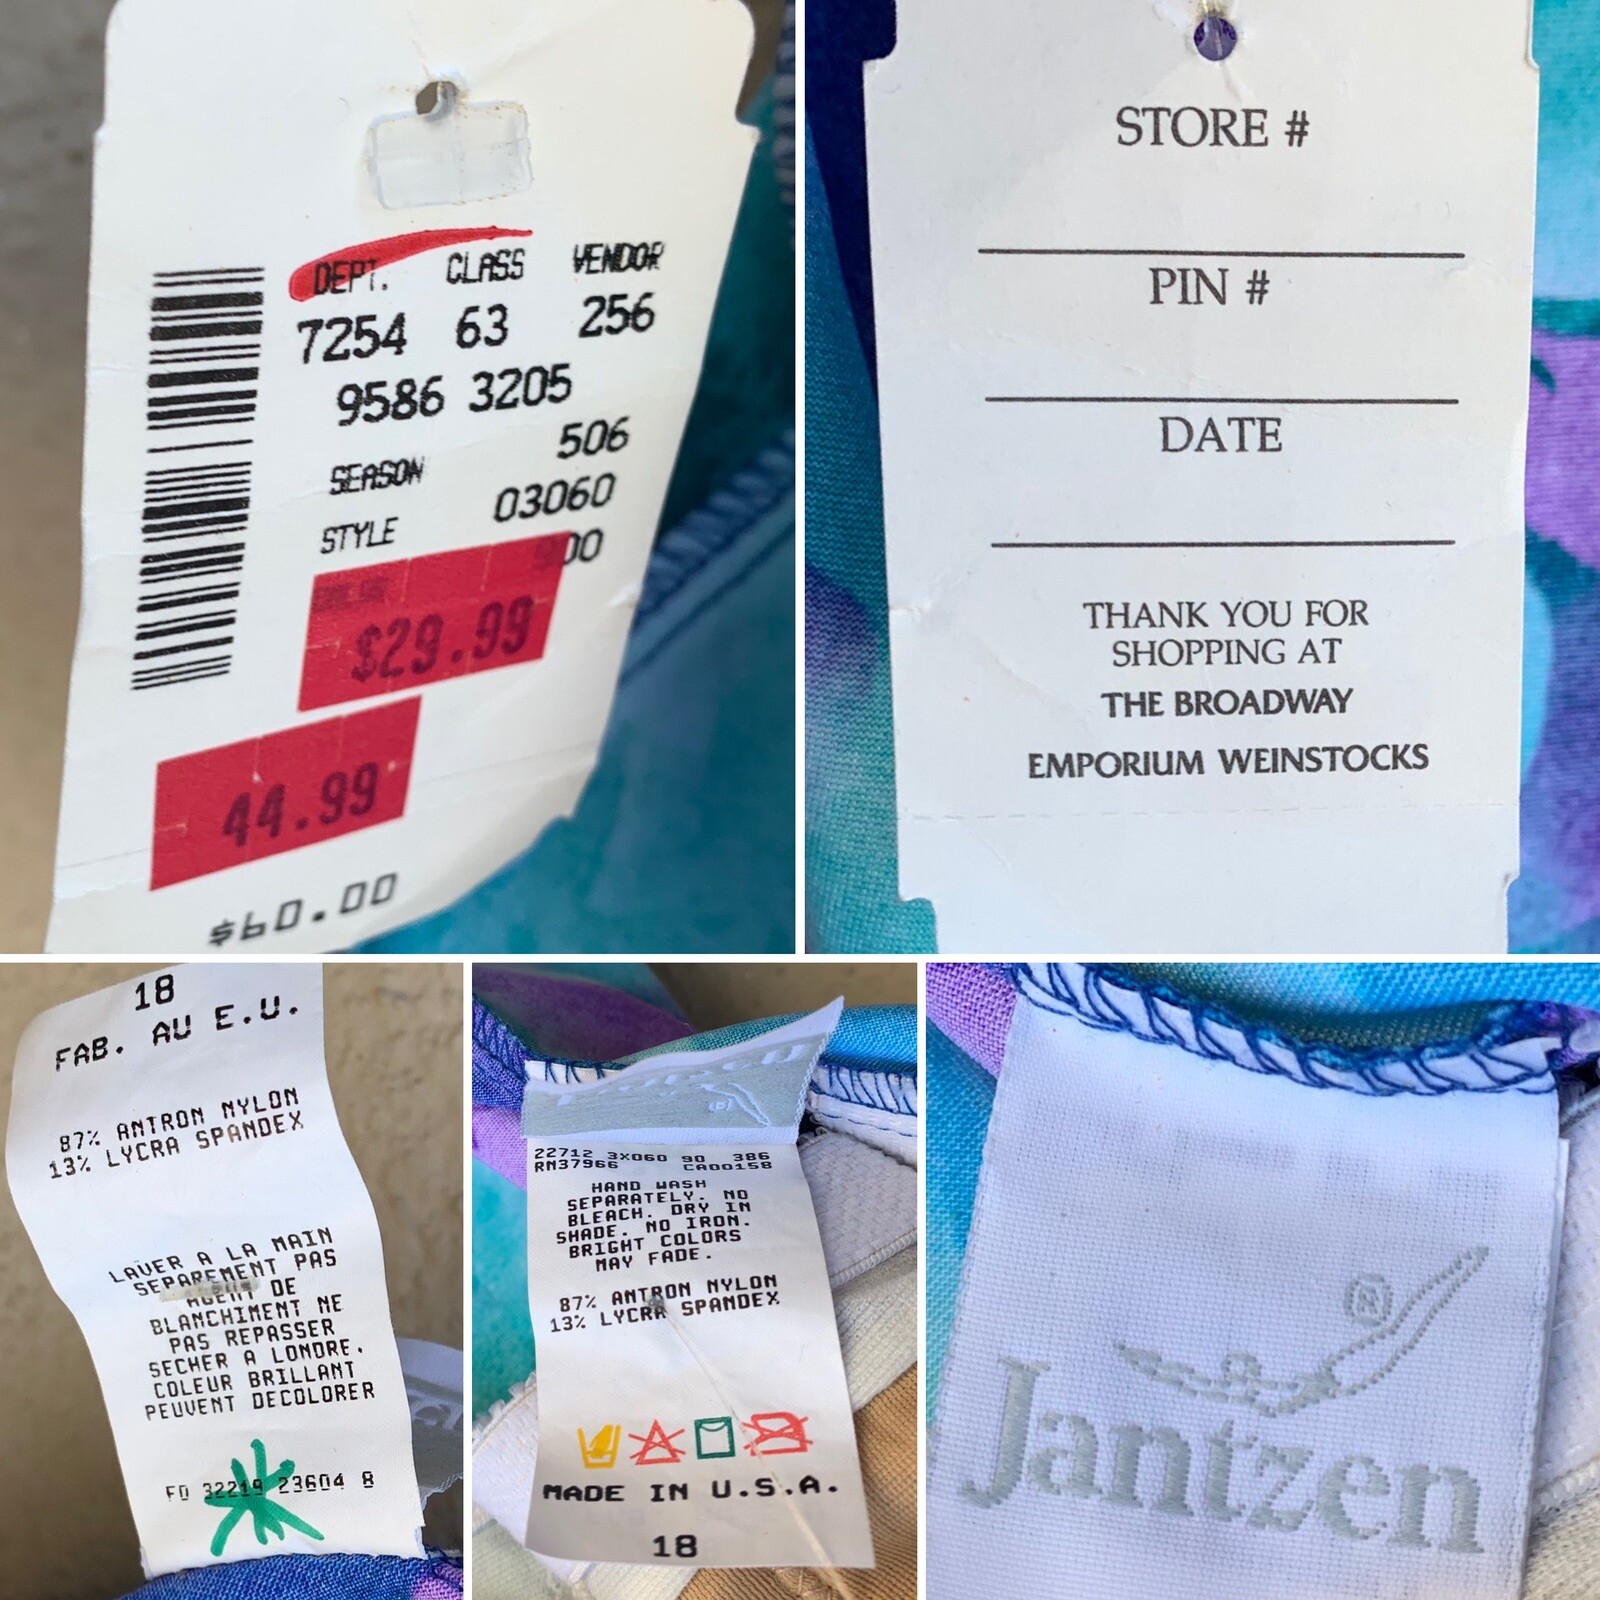 DEPT. CLASS VENDOR
7254 63 256
9586 3205
506
SEASON
03060
STYLE
900
$29.99
44.99
$60.00
STORE #
PIN #
DATE
THANK YOU FOR
SHOPPING AT
THE BROADWAY
EMPORIUM WEINSTOCKS
18
FAB. AU E.U.
87% ANTRON NYLON
13% LYCRA SPANDEX
LAVER A LA MAIN
SEPAREMENT PAS
AGENT DE
BLANCHIMENT NE
PAS REPASSER
SECHER A LONDRE.
COLEUR BRILLANT
PEUVENT DECOLORER
FD 32219 23604 8
22712 3X060 90 386
RN37966 CA00158
HAND WASH
SEPARATELY. NO
BLEACH. DRY IN
SHADE. NO IRON.
BRIGHT COLORS
MAY FADE.
87% ANTRON NYLON
13% LYCRA SPANDEX
MADE IN U.S.A.
18
®
Jantzen